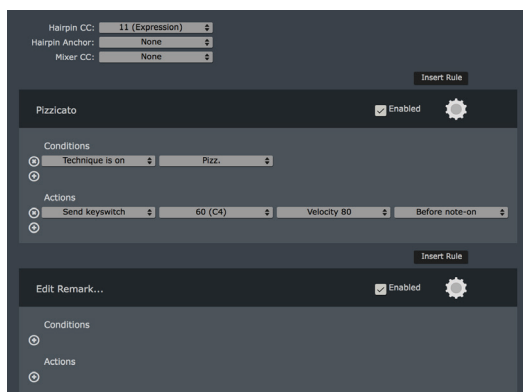 Hairpin CC: 11 (Expression)
Hairpin Anchor: None
Mixer CC: None
Insert Rule
Pizzicato Enabled
Conditions
Technique is on Pizz.
Actions
Send keyswitch 60 (C4) Velocity 80 Before note-on
Insert Rule
Edit Remark... Enabled
Conditions
Actions